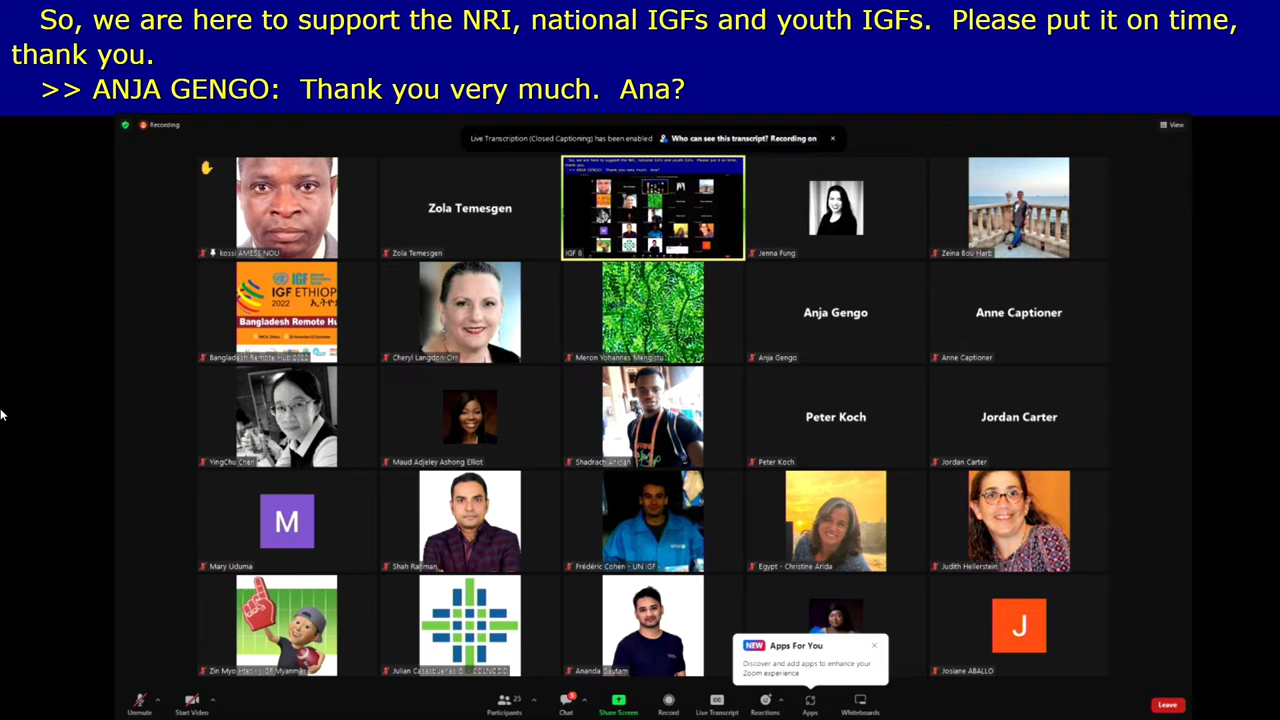 So, we are here to support the NRI, national IGFs and youth IGFs.  Please put it on time,
thank you.
>> ANJA GENGO:  Thank you very much.  Ana?
Recording
Live Transcription (Closed Captioning) has been enabled
Who can see this transcript? Recording on
View
kossi AMESSINOU
Zola Temesgen
Zola Temesgen
IGF 8
Jenna Fung
Zeina Bou Harb
IGF
IGF ETHIOP
2022
Bangladesh Remote Hu
Bangladesh Remote Hub 2022
Cheryl Langdon-Orr
Meron Yohannes Mengistu
Anja Gengo
Anja Gengo
Anne Captioner
Anne Captioner
YingChu Chen
Maud Adjeley Ashong Elliot
Shadrach Ankrah
Peter Koch
Peter Koch
Jordan Carter
Jordan Carter
M
Mary Uduma
Shah Rahman
Frédéric Cohen - UN IGF
Egypt - Christine Arida
Judith Hellerstein
Ananda Gautam
J
Josiane ABALLO
NEW Apps For You
Discover and add apps to enhance your
Zoom experience
Unmute
Start Video
Participants
25
Chat
3
Share Screen
Record
Live Transcript
Reactions
Apps
Whiteboards
Leave